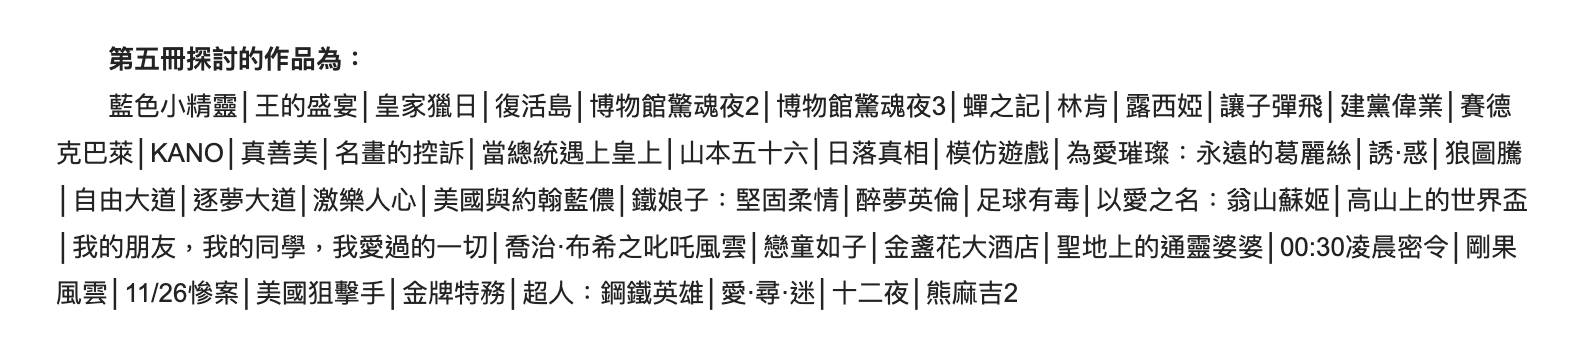 第五冊探討的作品為：
藍色小精靈│王的盛宴│皇家獵日│復活島│博物館驚魂夜2│博物館驚魂夜3│蟬之記│林肯│露西婭│讓子彈飛│建黨偉業│賽德
克巴萊│KANO│真善美│名畫的控訴│當總統遇上皇上│山本五十六│日落真相│模仿遊戲│為愛璀璨：永遠的葛麗絲│誘·惑│狼圖騰
│自由大道│逐夢大道│激樂人心│美國與約翰藍儂│鐵娘子：堅固柔情│醉夢英倫│足球有毒│以愛之名：翁山蘇姬│高山上的世界盃
│我的朋友，我的同學，我愛過的一切│喬治·布希之叱吒風雲│戀童如子│金盞花大酒店│聖地上的通靈婆婆│00:30凌晨密令│剛果
風雲│11/26慘案│美國狙擊手│金牌特務│超人：鋼鐵英雄│愛·尋·迷│十二夜│熊麻吉2